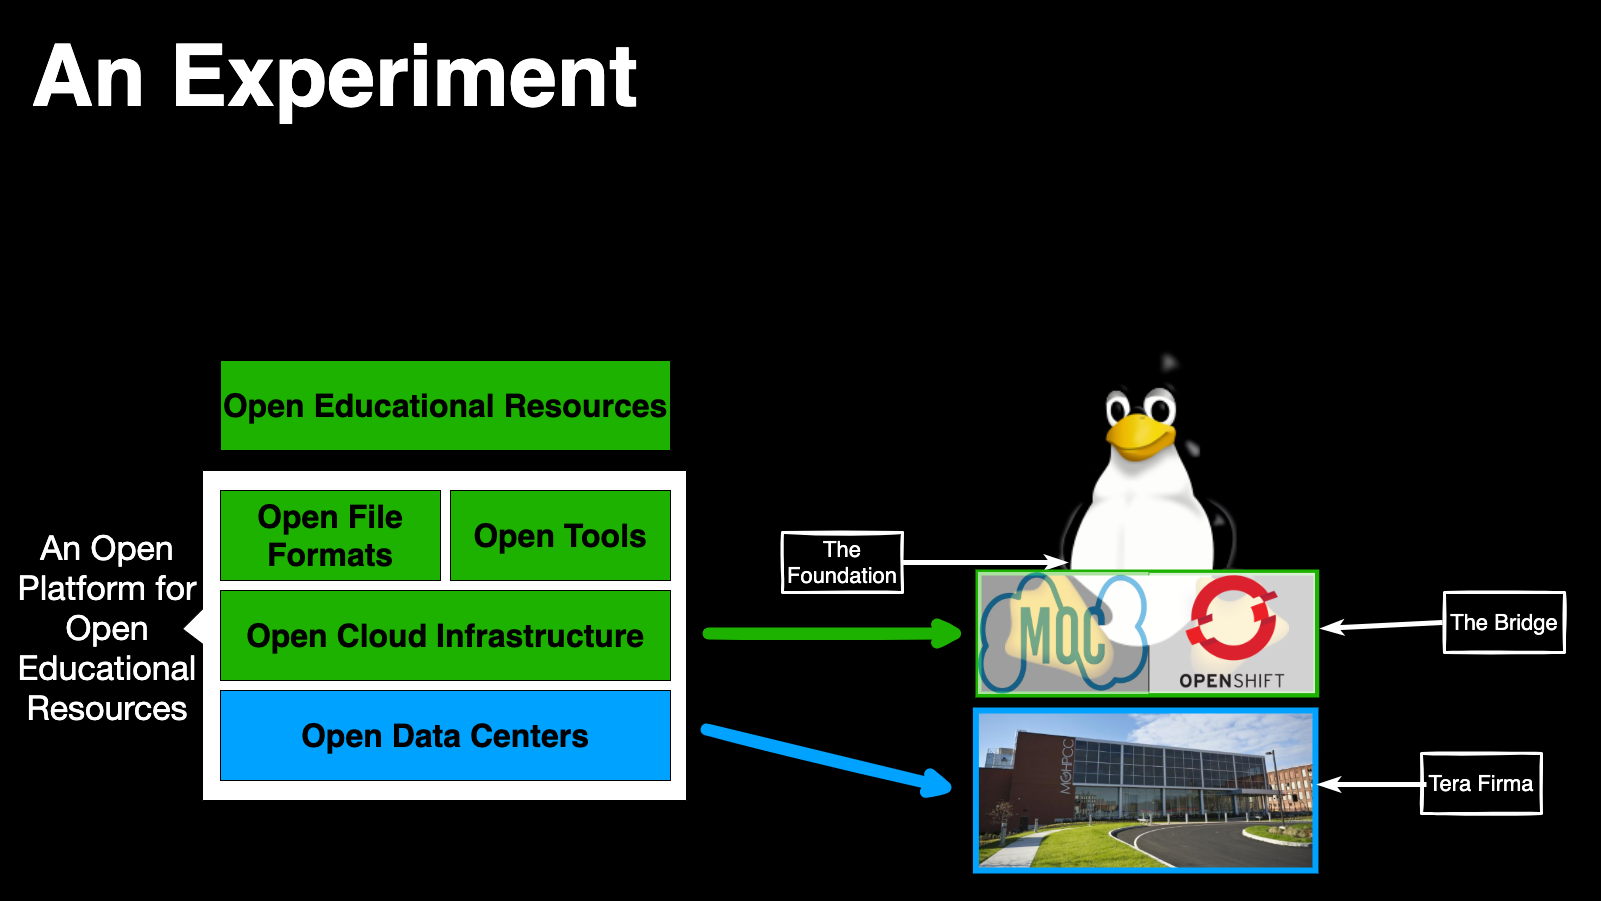 An Experiment
Open Educational Resources
Open File
Formats
Open Tools
Open Cloud Infrastructure
Open Data Centers
An Open
Platform for
Open
Educational
Resources
The
Foundation
MOC
OPENSHIFT
The Bridge
MGHPCC
Tera Firma